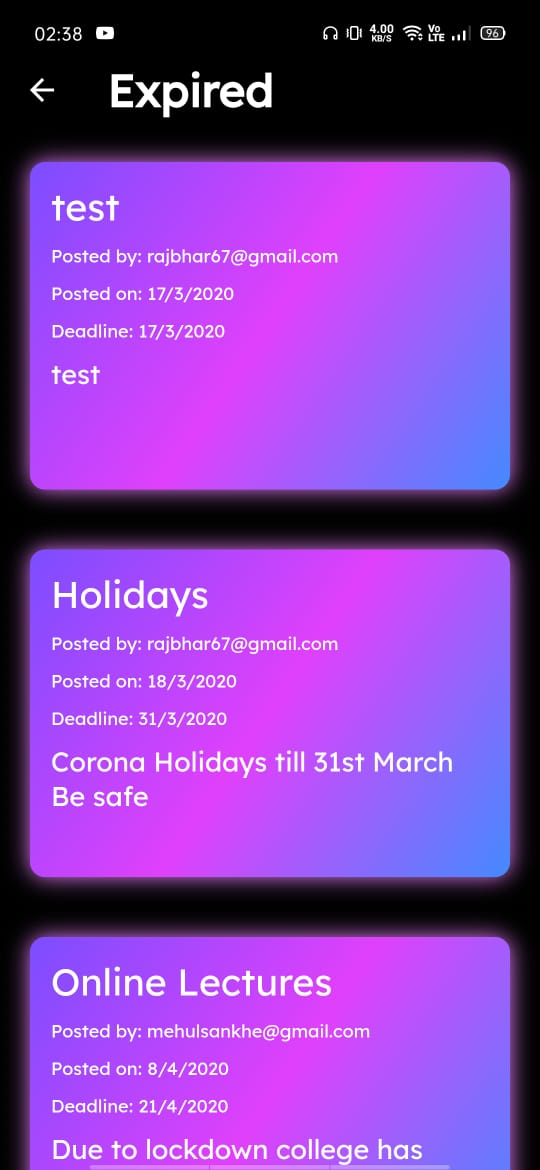 02:38
4.00
KB/S
Vo
LTE
96
Expired
test
Posted by: rajbhar67@gmail.com
Posted on: 17/3/2020
Deadline: 17/3/2020
test
Holidays
Posted by: rajbhar67@gmail.com
Posted on: 18/3/2020
Deadline: 31/3/2020
Corona Holidays till 31st March
Be safe
Online Lectures
Posted by: mehulsankhe@gmail.com
Posted on: 8/4/2020
Deadline: 21/4/2020
Due to lockdown college has